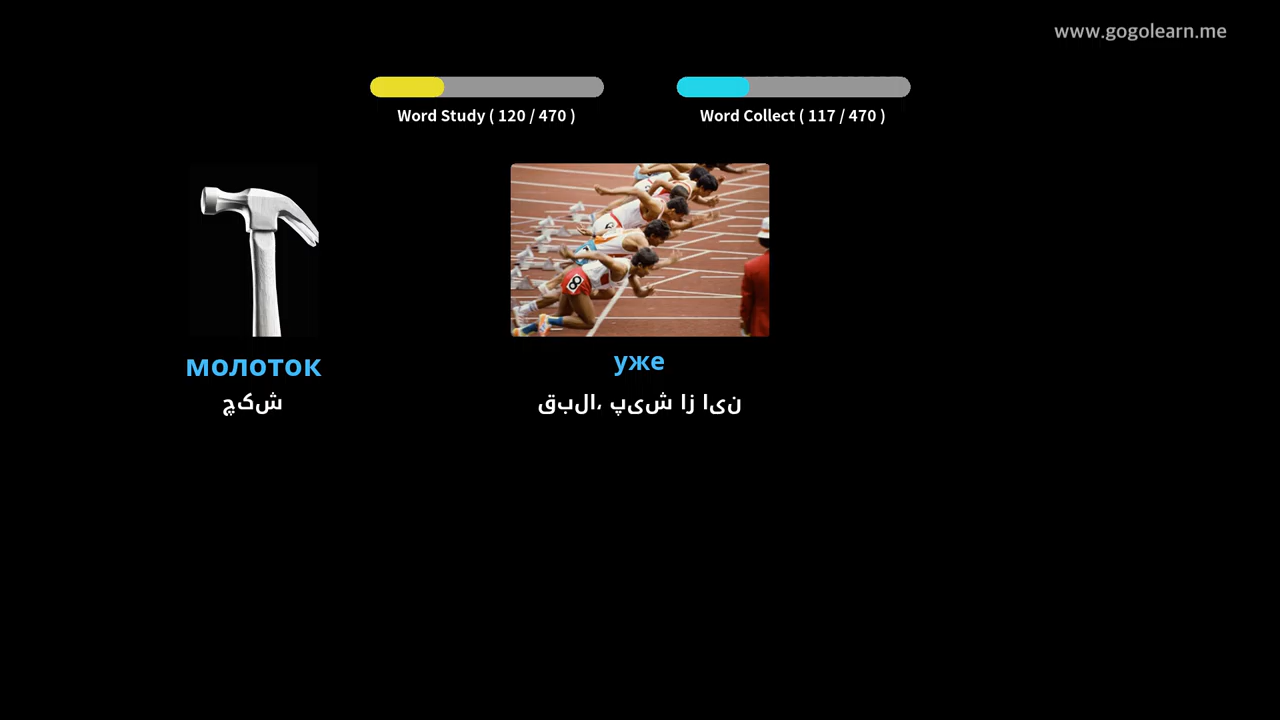 www.gogolearn.me
Word Study ( 120 / 470 )
Word Collect ( 117 / 470 )
молоток
چکش
уже
قبلا، پیش از این